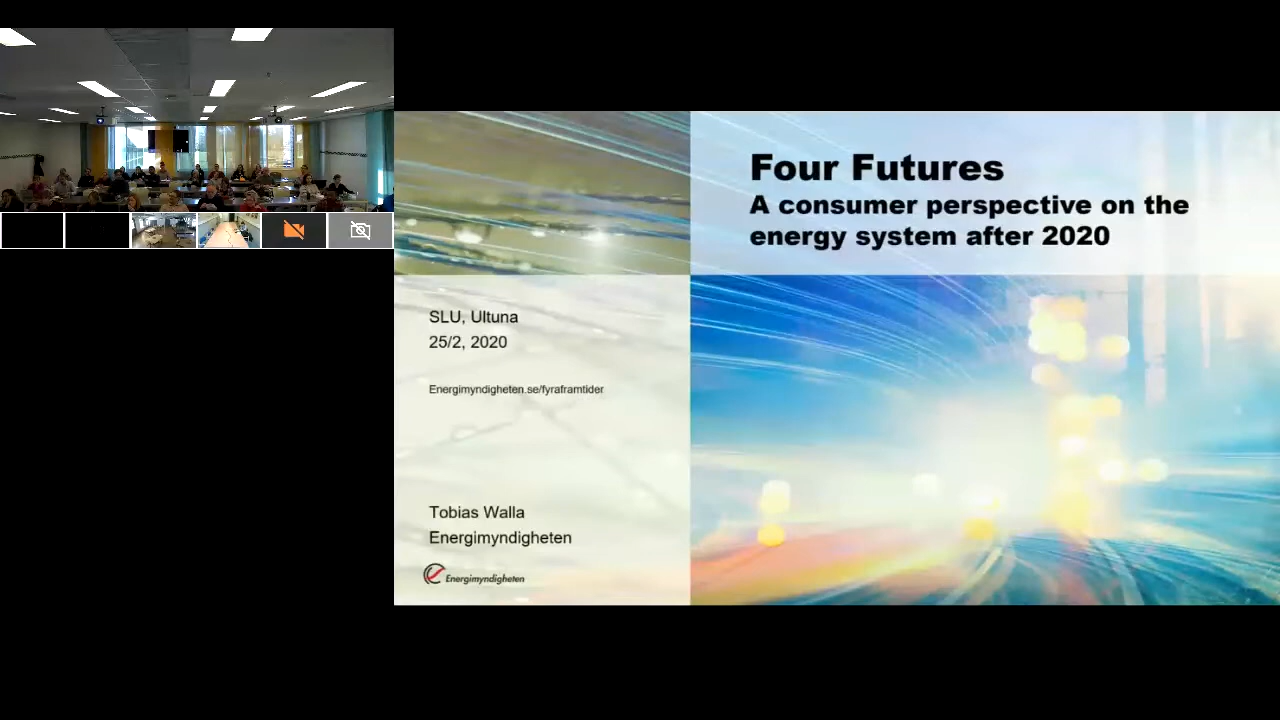 Four Futures
A consumer perspective on the
energy system after 2020
SLU, Ultuna
25/2, 2020
Energimyndigheten.se/fyraframtider
Tobias Walla
Energimyndigheten
Energimyndigheten